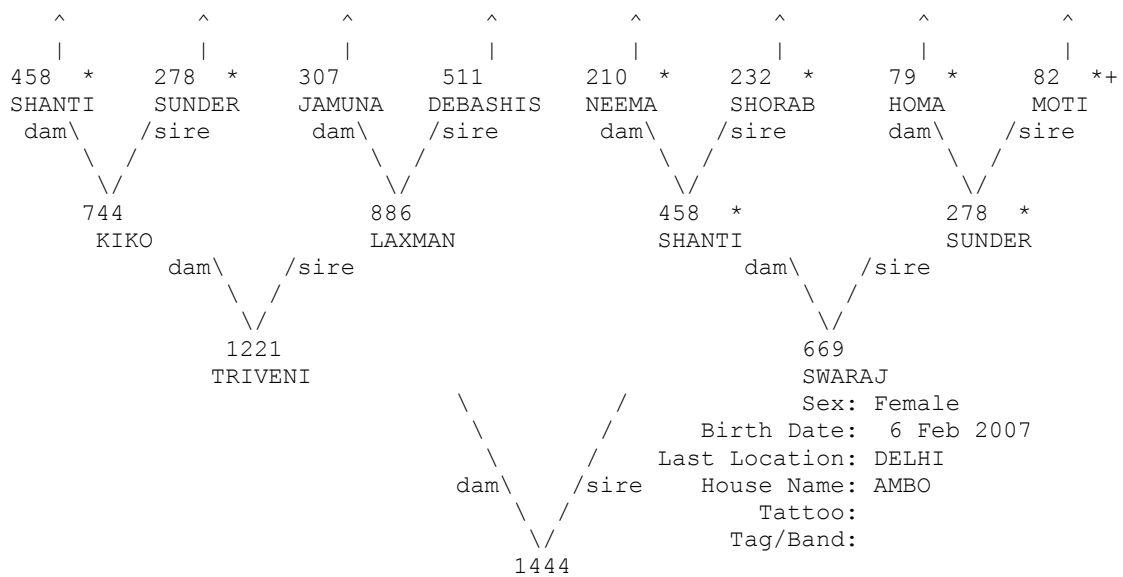 ^ ^ ^ ^ ^ ^ ^ ^
| | | | | | | |
458 * 278 * 307 511 210 * 232 * 79 * 82 *+
SHANTI SUNDER JAMUNA DEBASHIS NEEMA SHORAB HOMA MOTI
dam\ /sire dam\ /sire dam\ /sire dam\ /sire
\ / \ / \ / \ /
\/ \/ \/ \/
744 886 458 * 278 *
KIKO LAXMAN SHANTI SUNDER
dam\ /sire dam\ /sire
\ / \ /
\/ \/
1221 669
TRIVENI SWARAJ
\ / Sex: Female
\ / Birth Date: 6 Feb 2007
\ / Last Location: DELHI
dam\ /sire House Name: AMBO
\ / Tattoo:
\/ Tag/Band:
1444